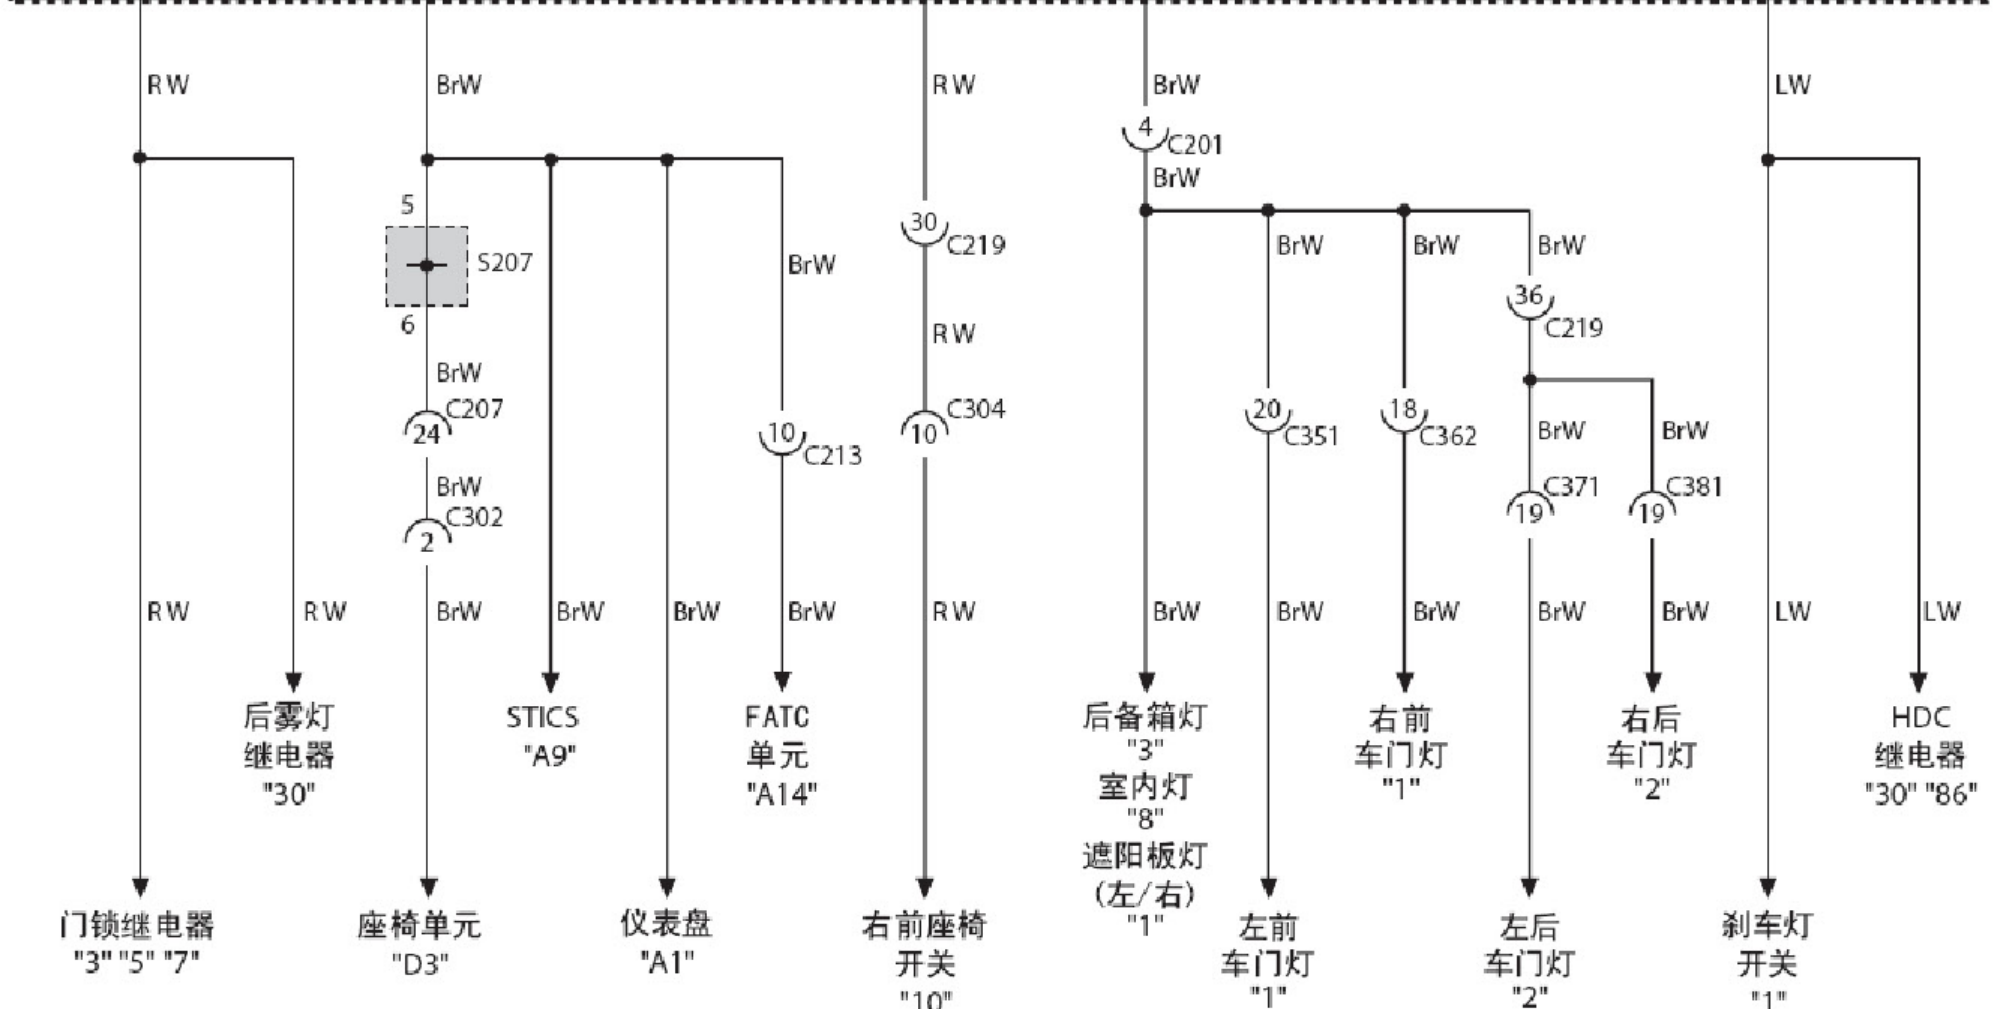 RW
BrW
RW
BrW
LW
4
C201
BrW
5
30
C219
BrW
BrW
BrW
S207
BrW
36
C219
6
RW
BrW
C207
24
10
C213
C304
10
20
C351
18
C362
BrW
BrW
BrW
C302
2
C371
19
C381
19
RW
RW
BrW
BrW
BrW
BrW
RW
BrW
BrW
BrW
BrW
BrW
LW
LW
后雾灯
继电器
"30"
STICS
"A9"
FATC
单元
"A14"
后备箱灯
"3"
室内灯
"8"
遮阳板灯
(左/右)
"1"
右前
车门灯
"1"
右后
车门灯
"2"
HDC
继电器
"30" "86"
门锁继电器
"3" "5" "7"
座椅单元
"D3"
仪表盘
"A1"
右前座椅
开关
"10"
左前
车门灯
"1"
左后
车门灯
"2"
刹车灯
开关
"1"